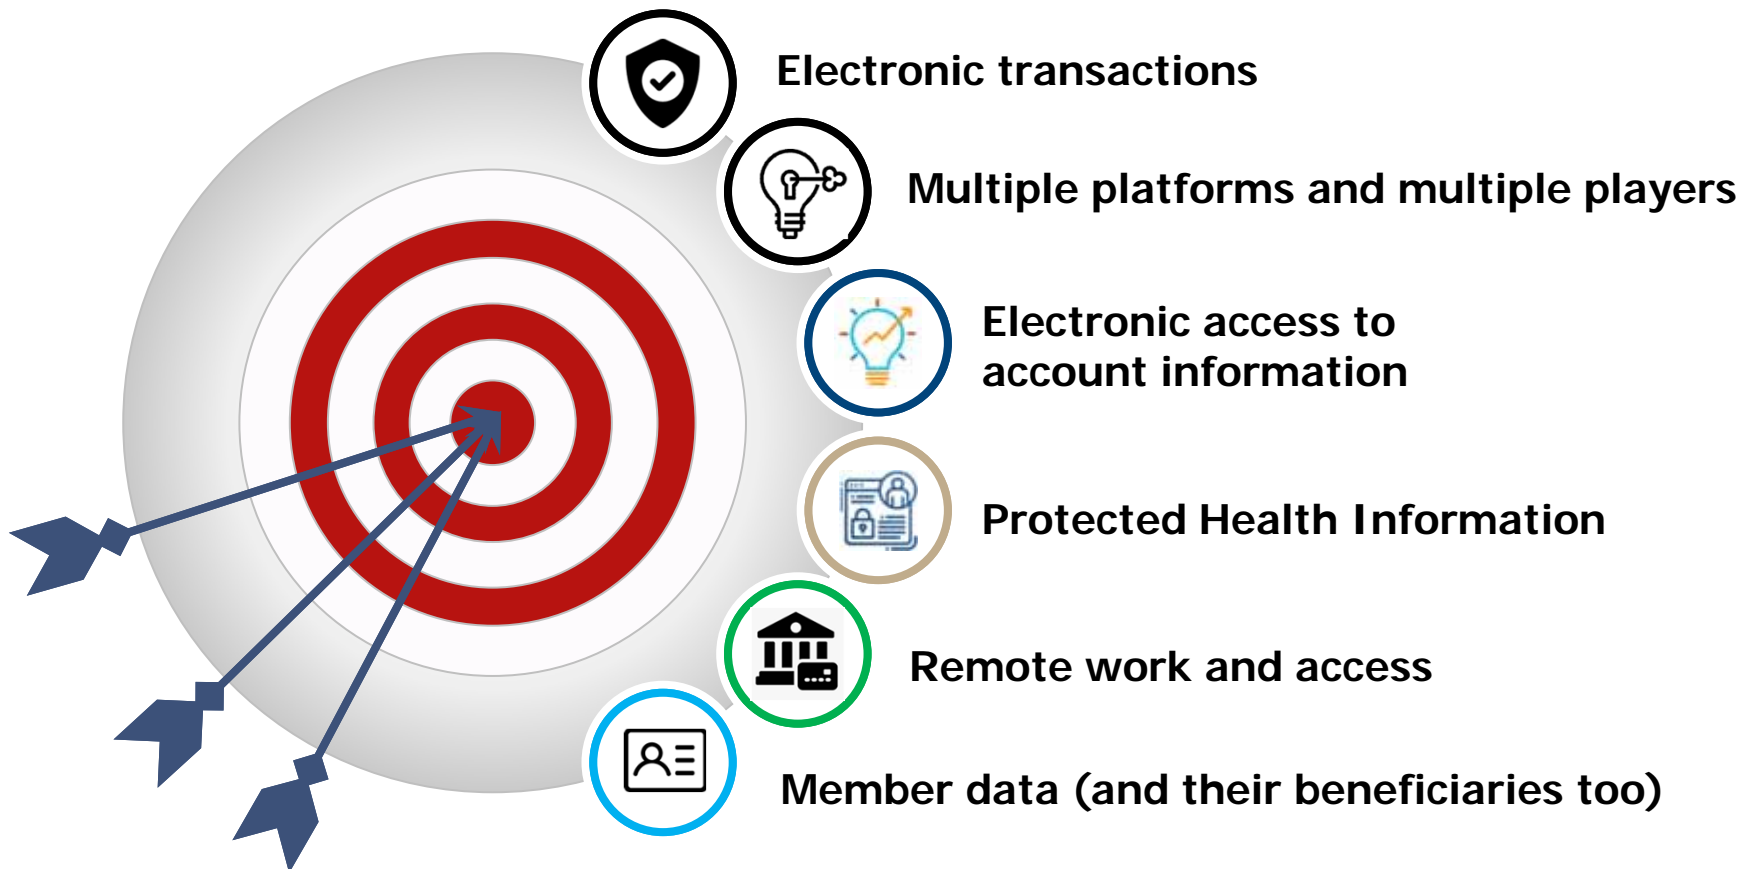 Electronic transactions
Multiple platforms and multiple players
Electronic access to
account information
Protected Health Information
Remote work and access
Member data (and their beneficiaries too)